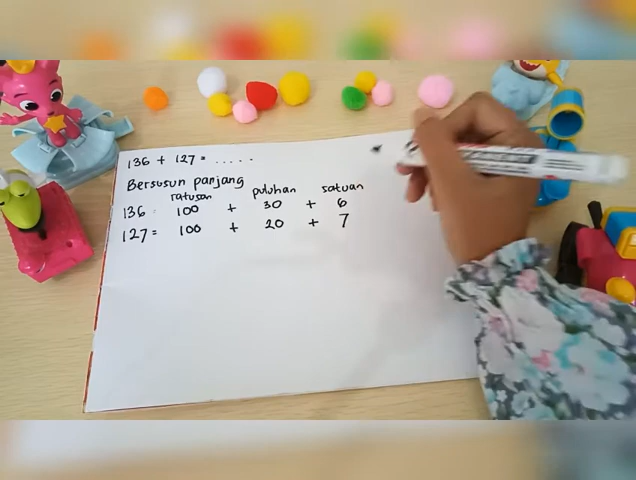 136 + 127 = .....
Bersusun panjang
ratusan puluhan satuan
136 = 100 + 30 + 6
127 = 100 + 20 + 7